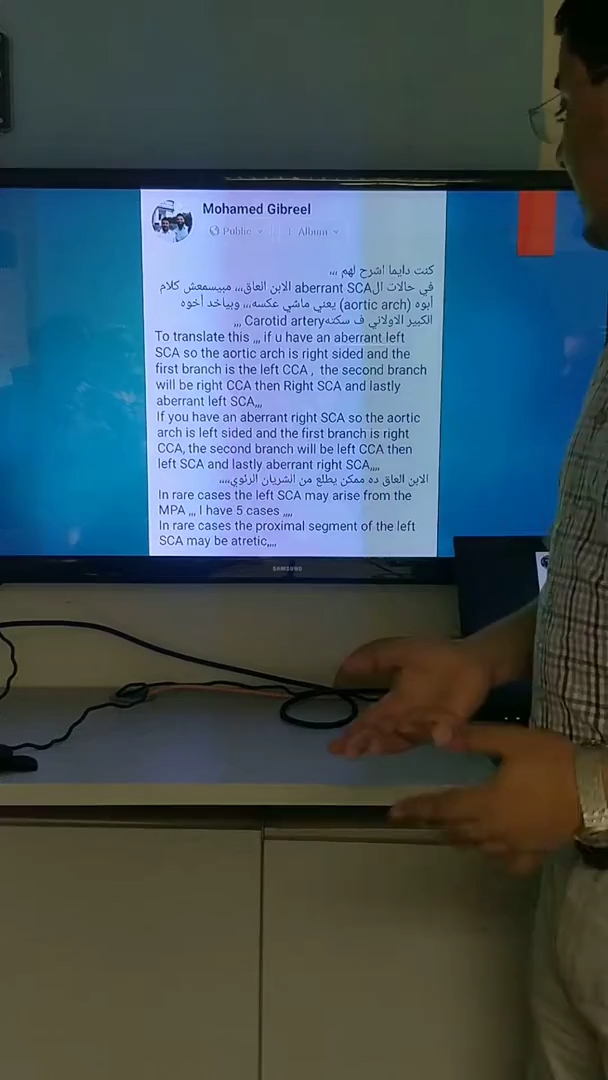 Mohamed Gibreel
Public Album
كنت دايما اشرح لهم ,,,
في حالات الaberrant SCA الابن العاق,,, مبيسمعش كلام
أبوه (aortic arch) يعني ماشي عكسه,,, وبياخد أخوه
الكبير الاولاني ف سكتهCarotid artery ,,,
To translate this ,,, if u have an aberrant left
SCA so the aortic arch is right sided and the
first branch is the left CCA , the second branch
will be right CCA then Right SCA and lastly
aberrant left SCA,,,
If you have an aberrant right SCA so the aortic
arch is left sided and the first branch is right
CCA, the second branch will be left CCA then
left SCA and lastly aberrant right SCA,,,,
الابن العاق ده ممكن يطلع من الشريان الرئوي,,,,
In rare cases the left SCA may arise from the
MPA ,,, I have 5 cases ,,,,
In rare cases the proximal segment of the left
SCA may be atretic,,,,
SAMSUNG